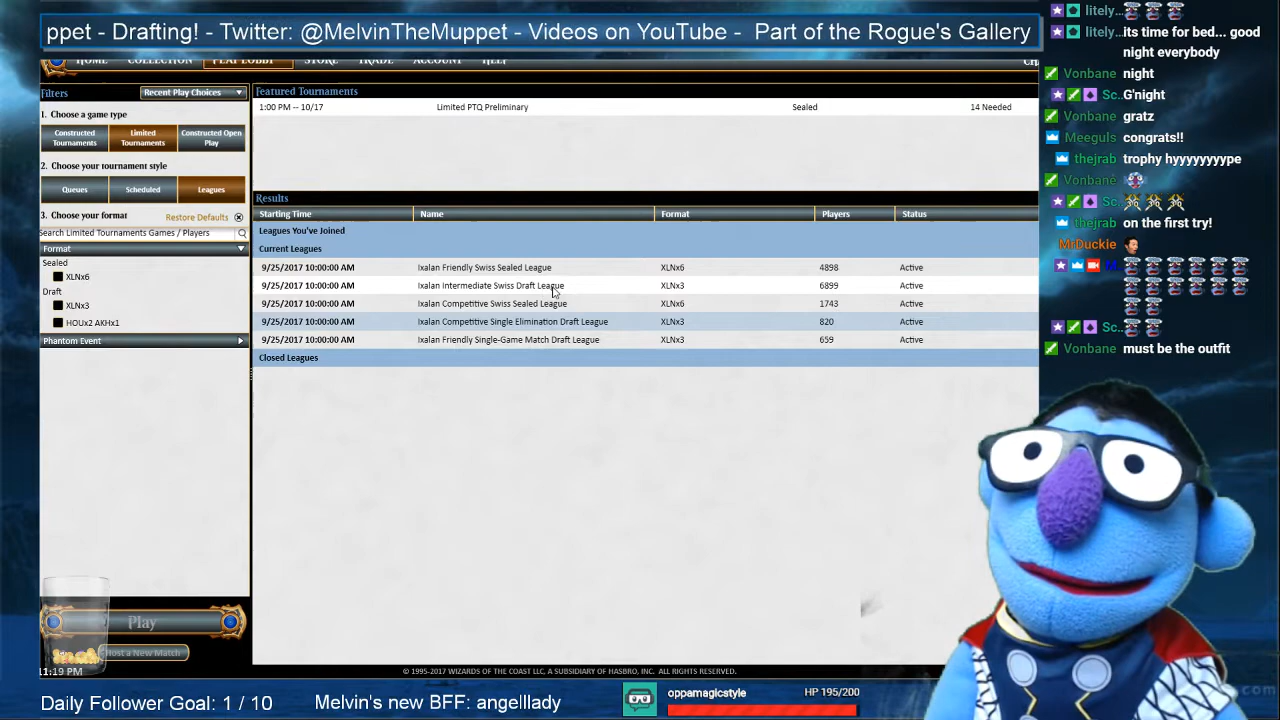 ppet - Drafting! - Twitter: @MelvinTheMuppet - Videos on YouTube - Part of the Rogue's Gallery
HOME COLLECTION PLAY LOBBY STORE TRADE ACCOUNT HELP
Filters
Recent Play Choices
1. Choose a game type
Constructed Tournaments
Limited Tournaments
Constructed Open Play
2. Choose your tournament style
Queues
Scheduled
Leagues
3. Choose your format
Restore Defaults
Search Limited Tournaments Games / Players
Format
Sealed
XLNx6
Draft
XLNx3
HOUx2 AKHx1
Phantom Event
Play
Host a New Match
11:19 PM
Featured Tournaments
1:00 PM -- 10/17 Limited PTQ Preliminary Sealed 14 Needed
Results
Starting Time Name Format Players Status
Leagues You've Joined
Current Leagues
9/25/2017 10:00:00 AM Ixalan Friendly Swiss Sealed League XLNx6 4898 Active
9/25/2017 10:00:00 AM Ixalan Intermediate Swiss Draft League XLNx3 6899 Active
9/25/2017 10:00:00 AM Ixalan Competitive Swiss Sealed League XLNx6 1743 Active
9/25/2017 10:00:00 AM Ixalan Competitive Single Elimination Draft League XLNx3 820 Active
9/25/2017 10:00:00 AM Ixalan Friendly Single-Game Match Draft League XLNx3 659 Active
Closed Leagues
© 1995-2017 WIZARDS OF THE COAST LLC, A SUBSIDIARY OF HASBRO, INC. ALL RIGHTS RESERVED.
litely...
litely... its time for bed... good
night everybody
Vonbane night
Sc.. G'night
Vonbane gratz
Meeguls congrats!!
thejrab trophy hyyyyyyype
Vonbane
Sc..
thejrab on the first try!
MrDuckie
M..
Sc..
Vonbane must be the outfit
.com
Daily Follower Goal: 1 / 10
Melvin's new BFF: angelllady
oppamagicstyle HP 195/200